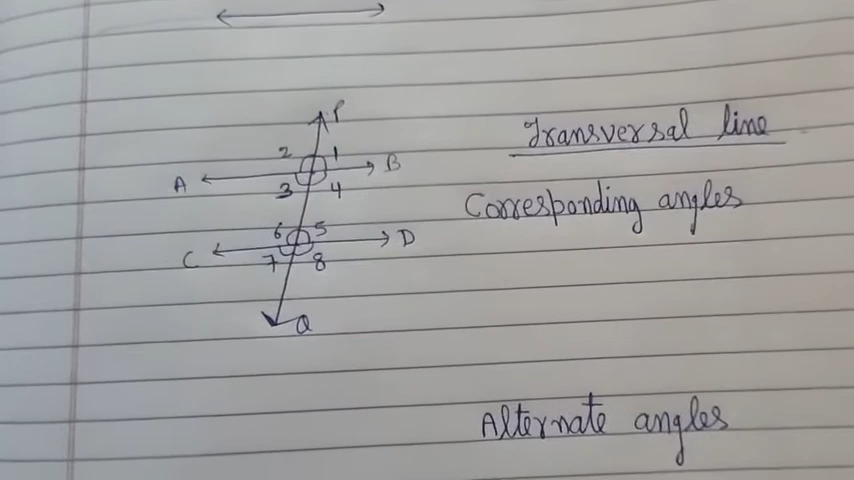 P
Transversal line
2 1
A B
3 4
Corresponding angles
6 5
C D
7 8
Q
Alternate angles